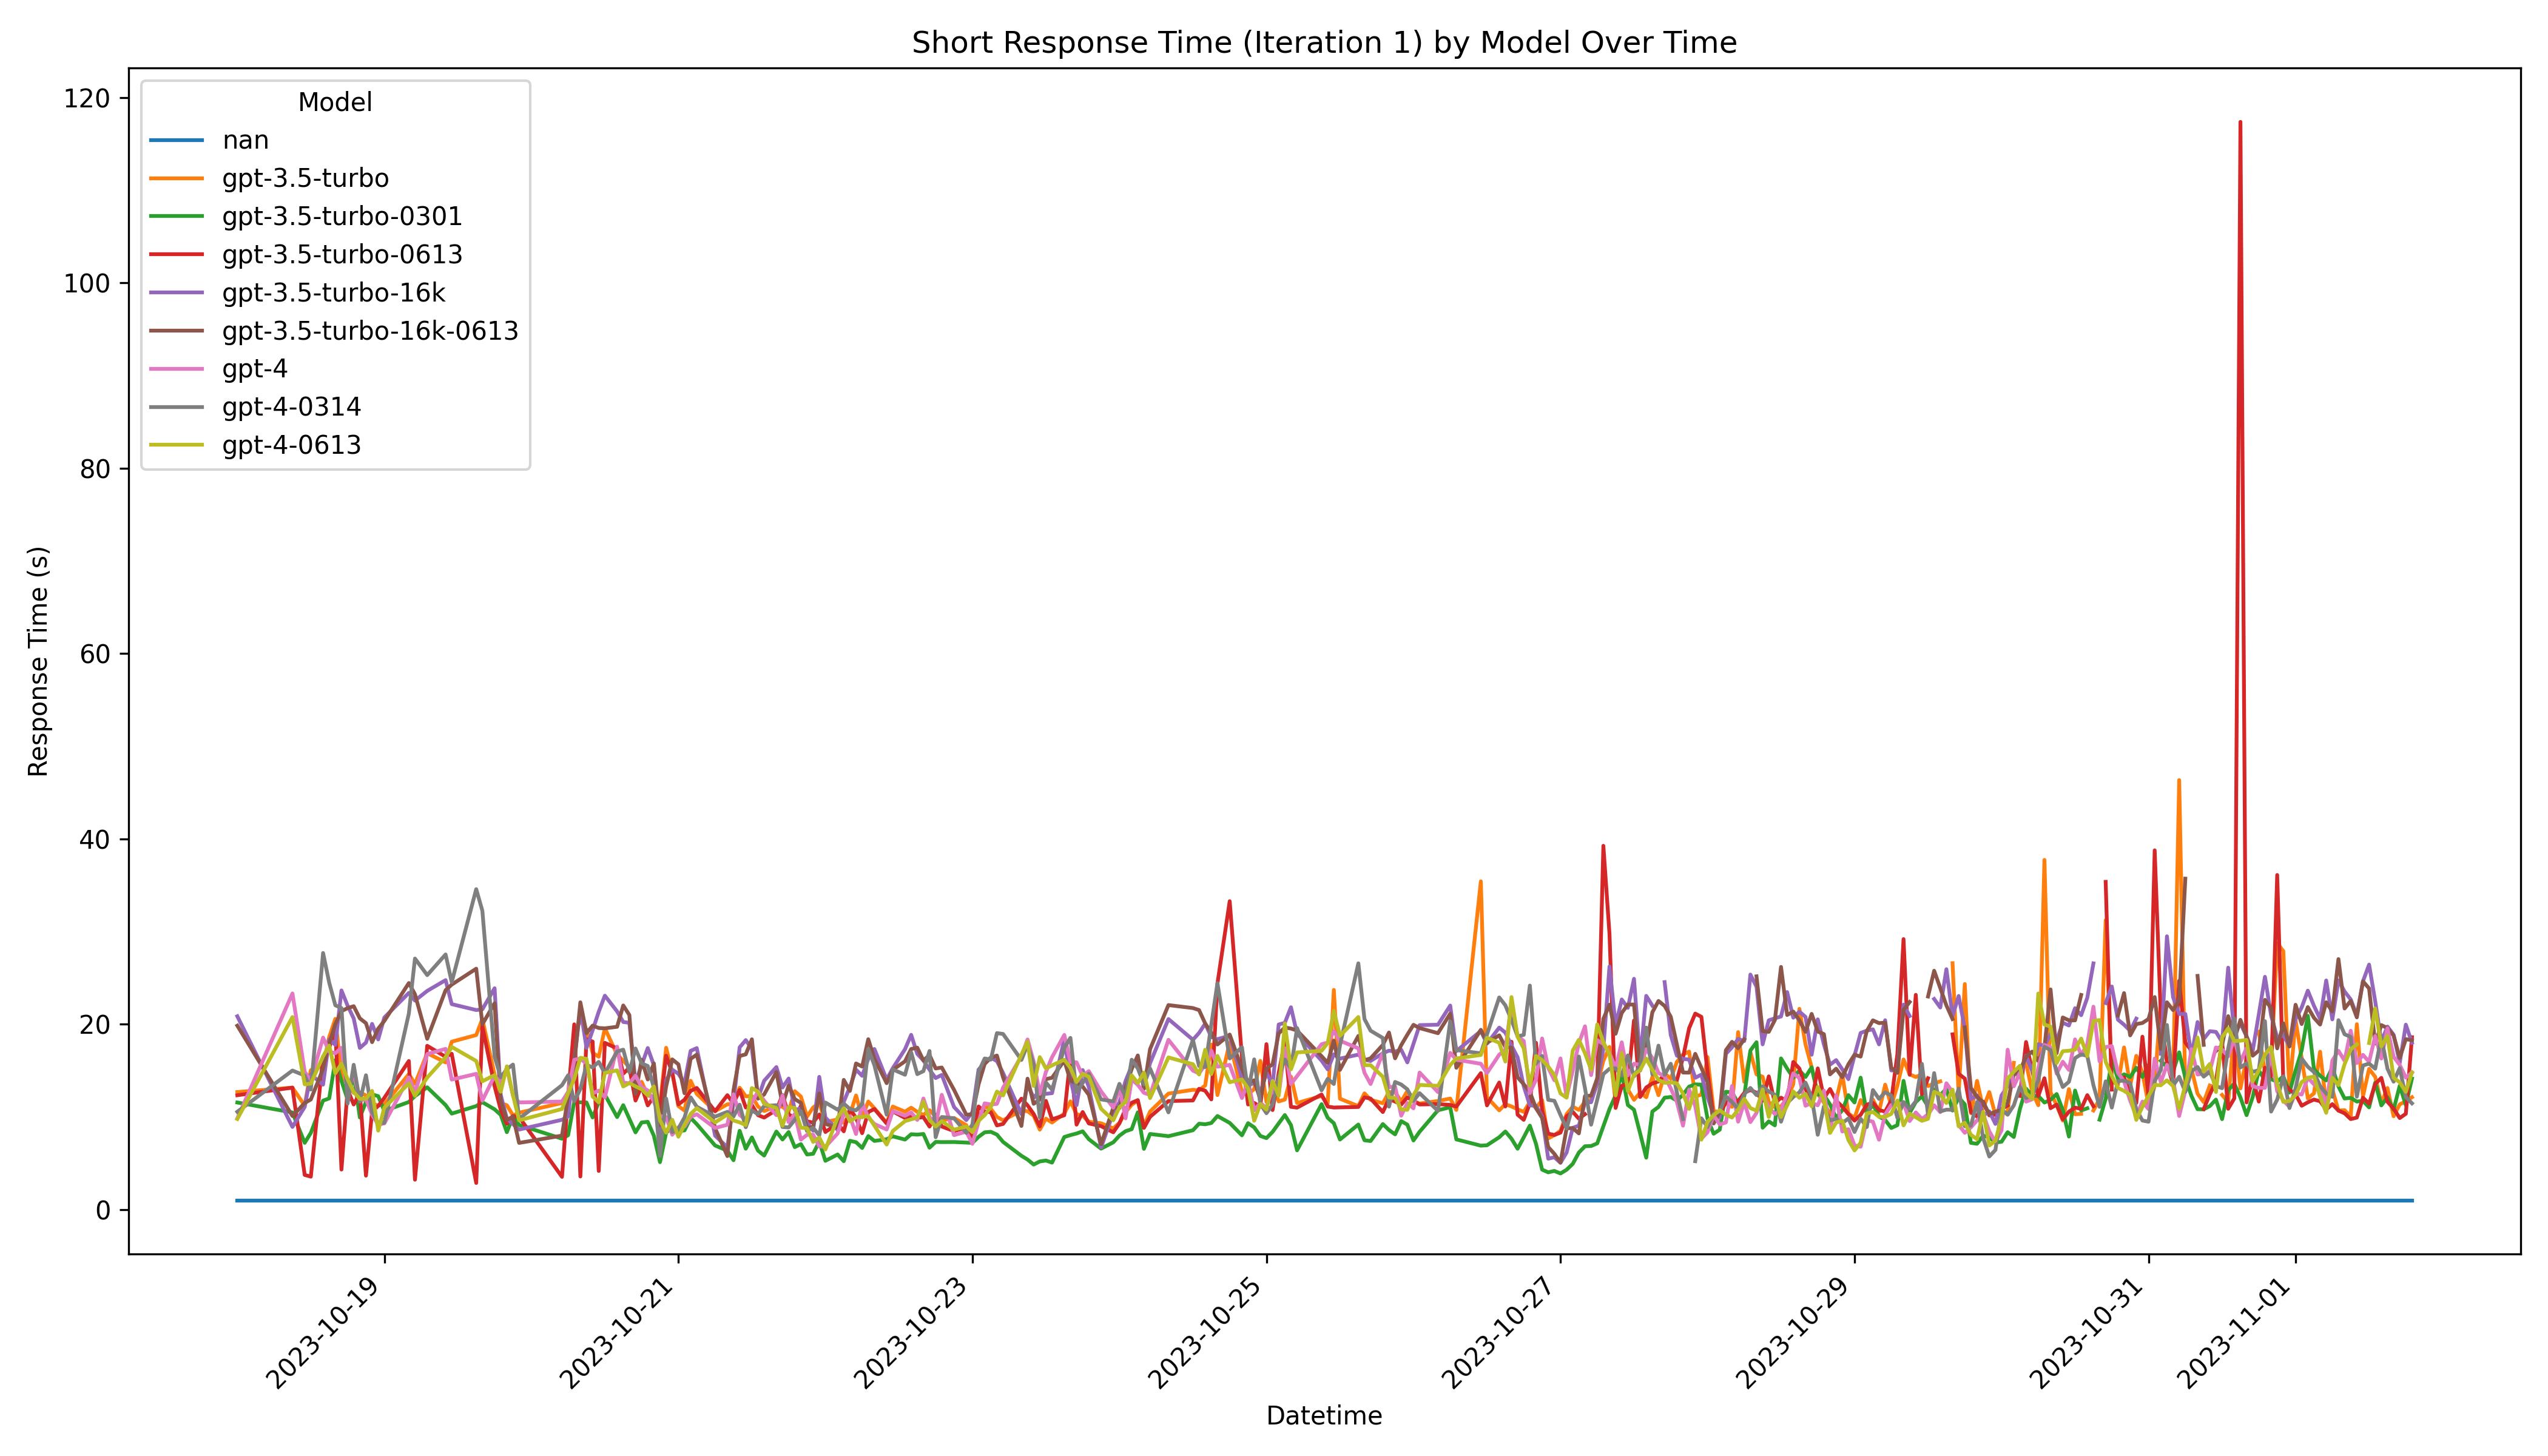 Short Response Time (Iteration 1) by Model Over Time
Model
nan
gpt-3.5-turbo
gpt-3.5-turbo-0301
gpt-3.5-turbo-0613
gpt-3.5-turbo-16k
gpt-3.5-turbo-16k-0613
gpt-4
gpt-4-0314
gpt-4-0613
Response Time (s)
120
100
80
60
40
20
0
2023-10-19
2023-10-21
2023-10-23
2023-10-25
2023-10-27
2023-10-29
2023-10-31
2023-11-01
Datetime